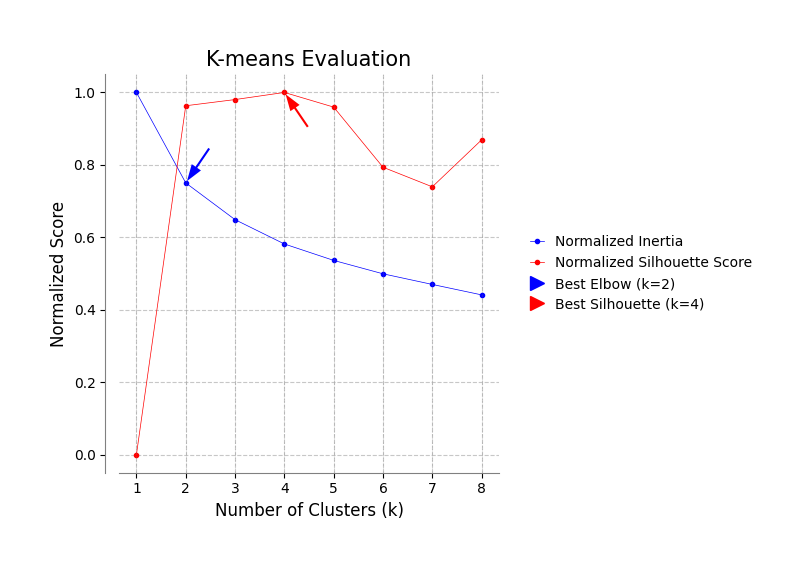 K-means Evaluation
Normalized Score
1.0
0.8
0.6
0.4
0.2
0.0
1 2 3 4 5 6 7 8
Number of Clusters (k)
Normalized Inertia
Normalized Silhouette Score
Best Elbow (k=2)
Best Silhouette (k=4)